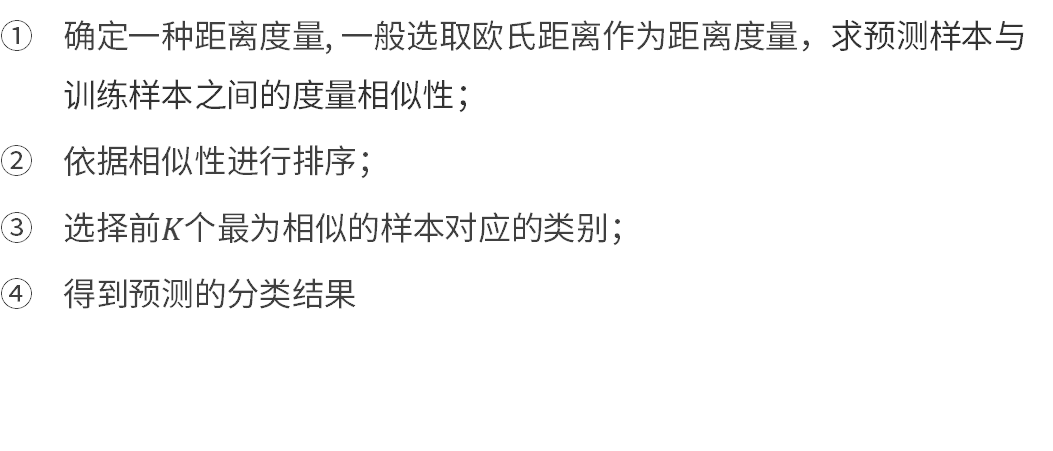 ① 确定一种距离度量, 一般选取欧氏距离作为距离度量，求预测样本与
训练样本之间的度量相似性；
② 依据相似性进行排序；
③ 选择前K个最为相似的样本对应的类别；
④ 得到预测的分类结果